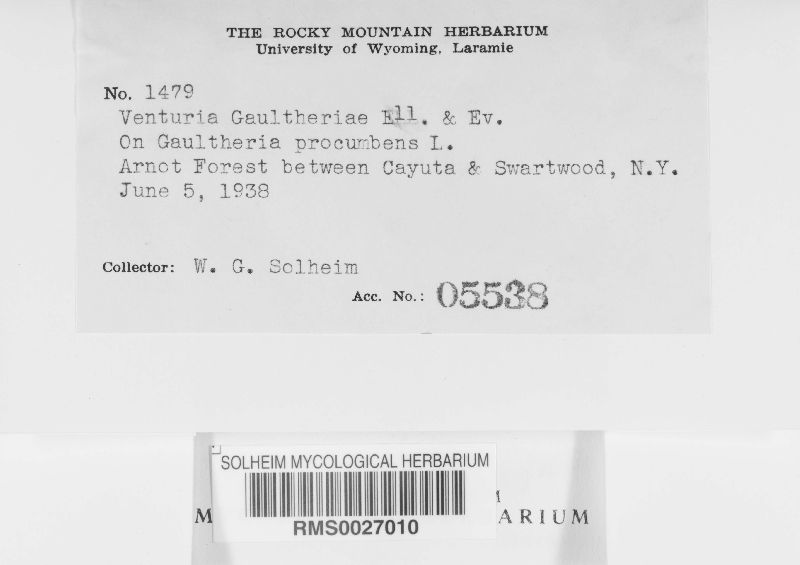 THE ROCKY MOUNTAIN HERBARIUM
University of Wyoming, Laramie
No. 1479
Venturia Gaultheriae Ell. & Ev.
On Gaultheria procumbens L.
Arnot Forest between Cayuta & Swartwood, N.Y.
June 5, 1938
Collector: W. G. Solheim
Acc. No.: 05538
SOLHEIM MYCOLOGICAL HERBARIUM
RMS0027010
M
ARIUM